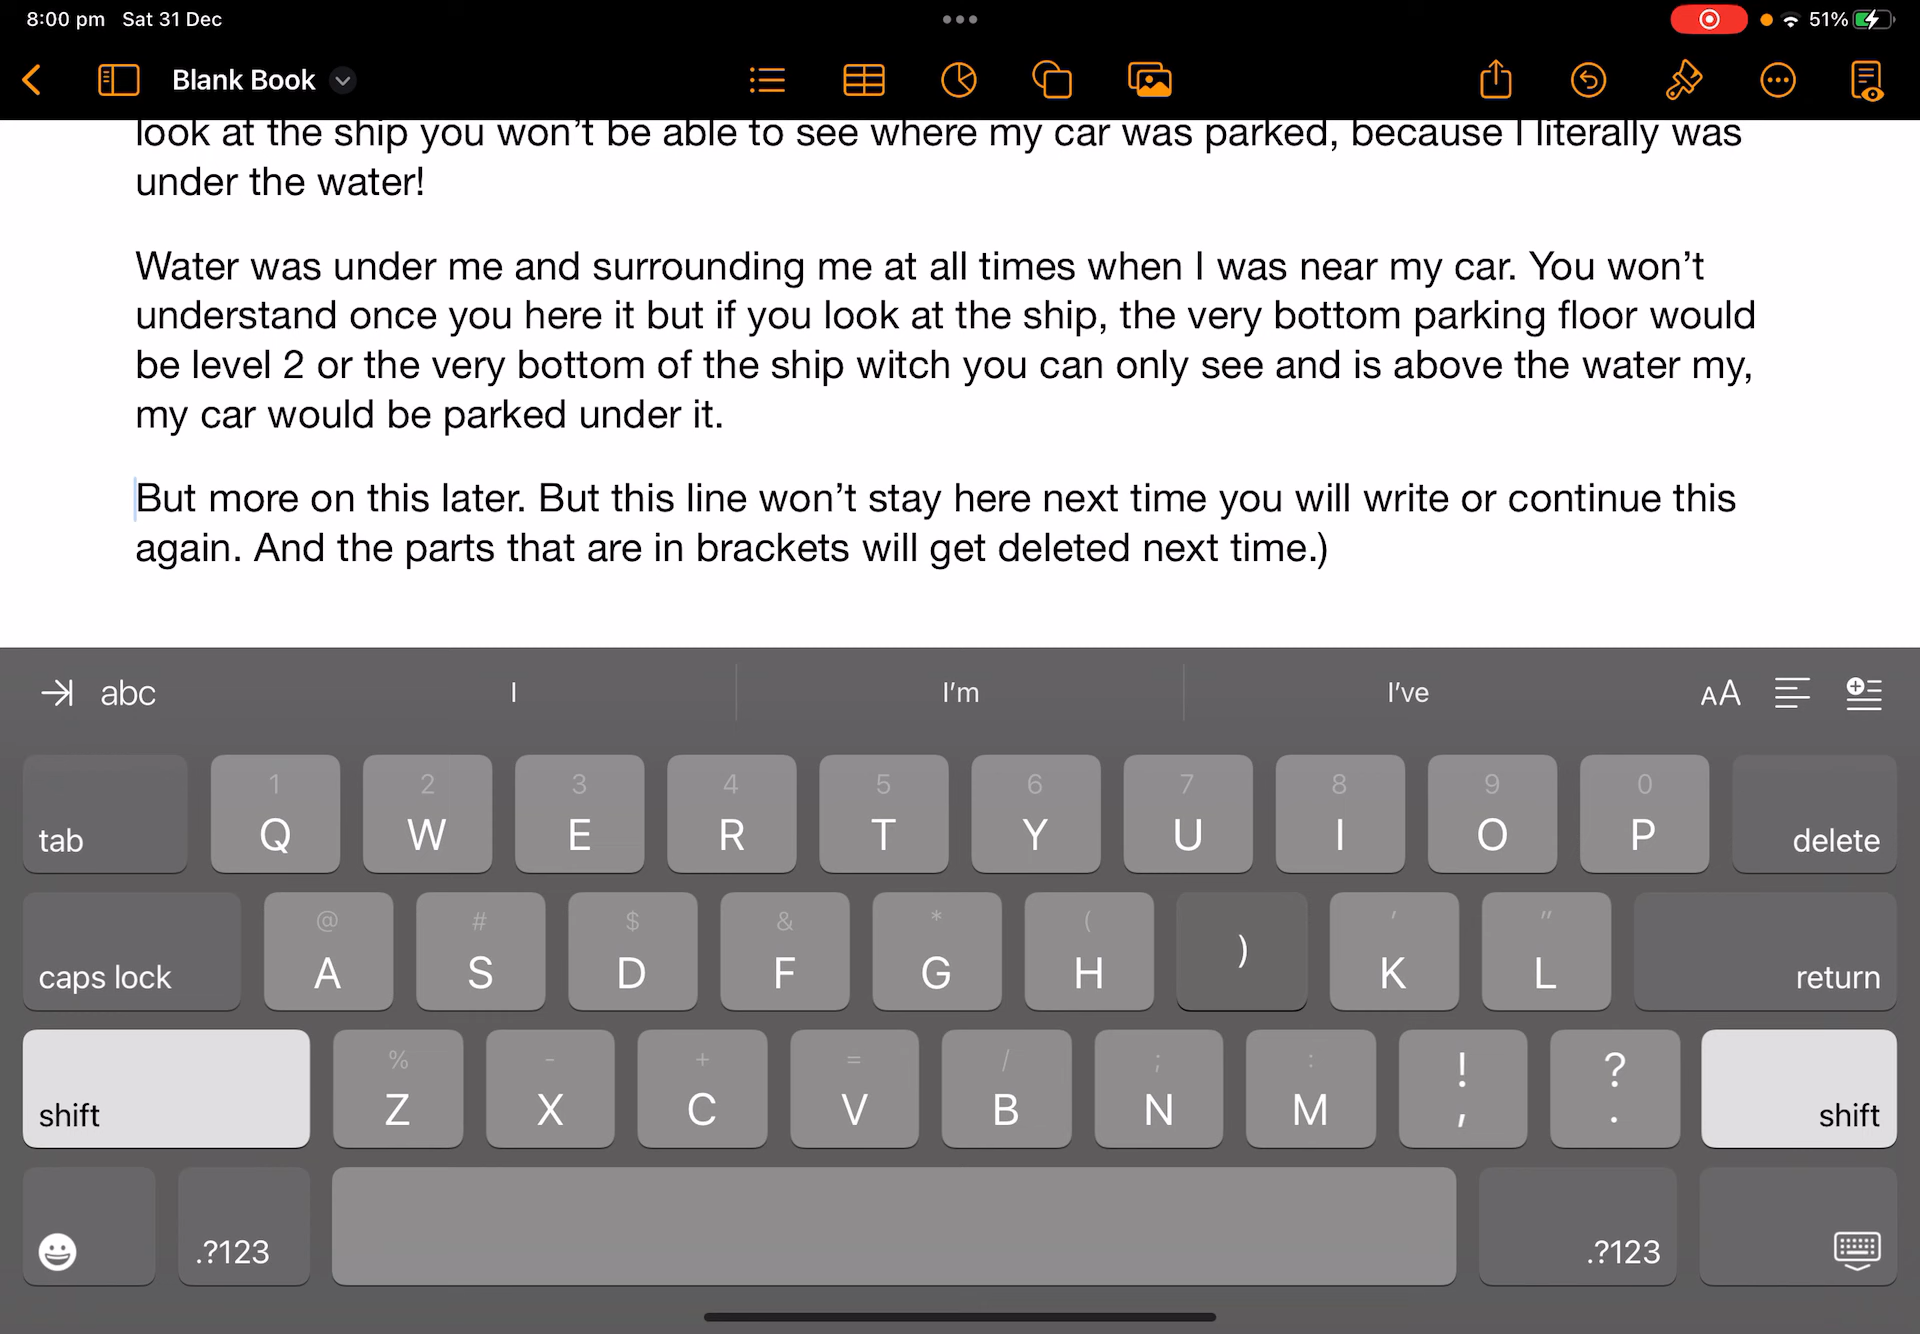 8:00 pm Sat 31 Dec
51%
Blank Book
look at the ship you won’t be able to see where my car was parked, because I literally was
under the water!
Water was under me and surrounding me at all times when I was near my car. You won’t
understand once you here it but if you look at the ship, the very bottom parking floor would
be level 2 or the very bottom of the ship witch you can only see and is above the water my,
my car would be parked under it.
But more on this later. But this line won’t stay here next time you will write or continue this
again. And the parts that are in brackets will get deleted next time.)
abc I I’m I’ve AA
1 2 3 4 5 6 7 8 9 0
tab Q W E R T Y U I O P delete
@ # $ & * ( ) ' "
caps lock A S D F G H K L return
% - + = / ; : ! ?
shift Z X C V B N M , . shift
.?123 .?123